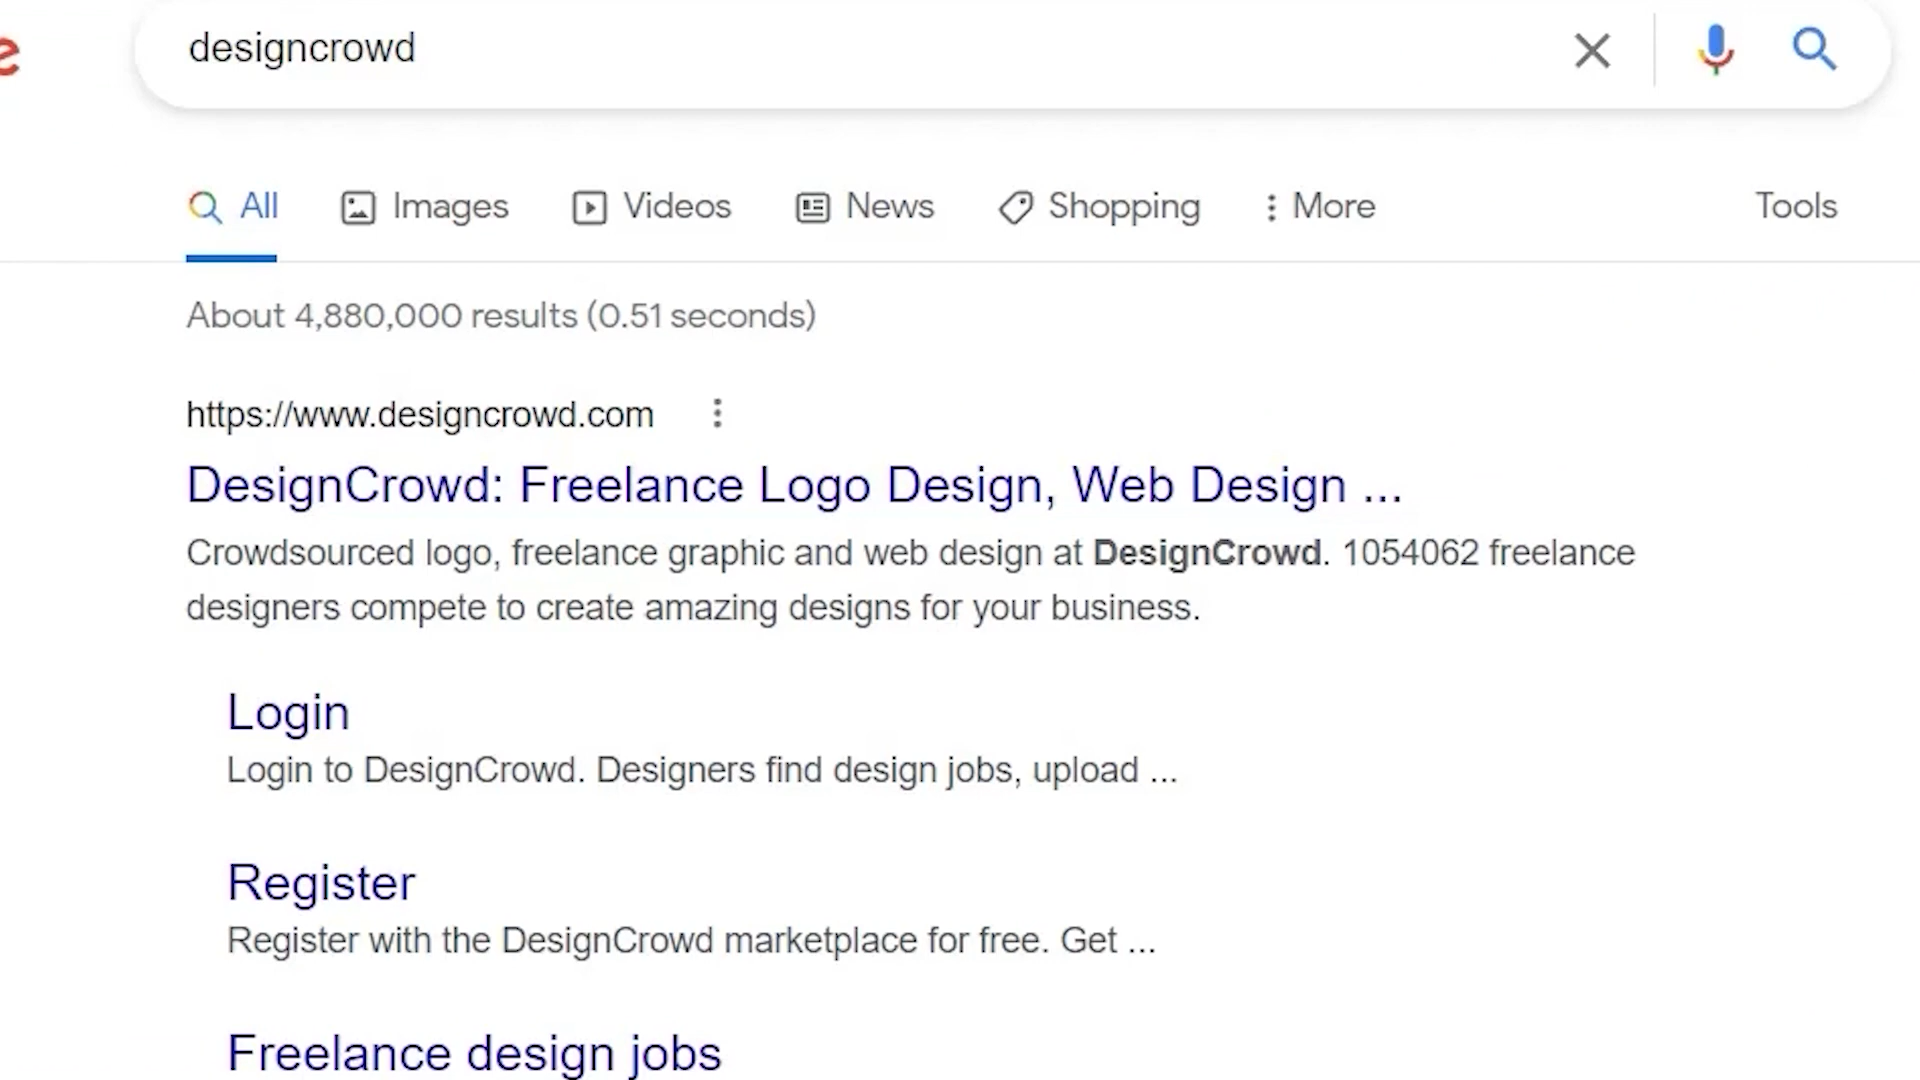 designcrowd
All Images Videos News Shopping More Tools
About 4,880,000 results (0.51 seconds)
https://www.designcrowd.com
DesignCrowd: Freelance Logo Design, Web Design ...
Crowdsourced logo, freelance graphic and web design at DesignCrowd. 1054062 freelance
designers compete to create amazing designs for your business.
Login
Login to DesignCrowd. Designers find design jobs, upload ...
Register
Register with the DesignCrowd marketplace for free. Get ...
Freelance design jobs